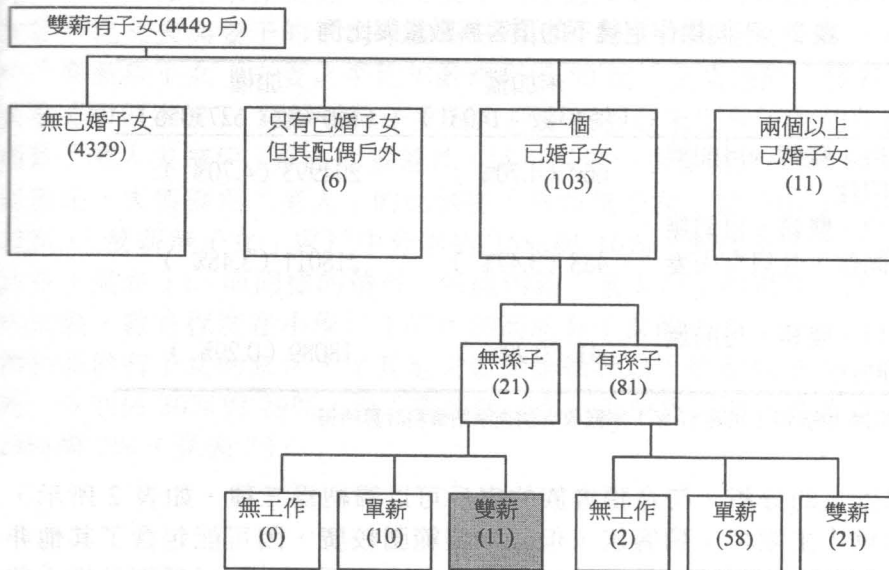 雙薪有子女(4449 戶)
無已婚子女
(4329)
只有已婚子女
但其配偶戶外
(6)
一個
已婚子女
(103)
兩個以上
已婚子女
(11)
無孫子
(21)
有孫子
(81)
無工作
(0)
單薪
(10)
雙薪
(11)
無工作
(2)
單薪
(58)
雙薪
(21)